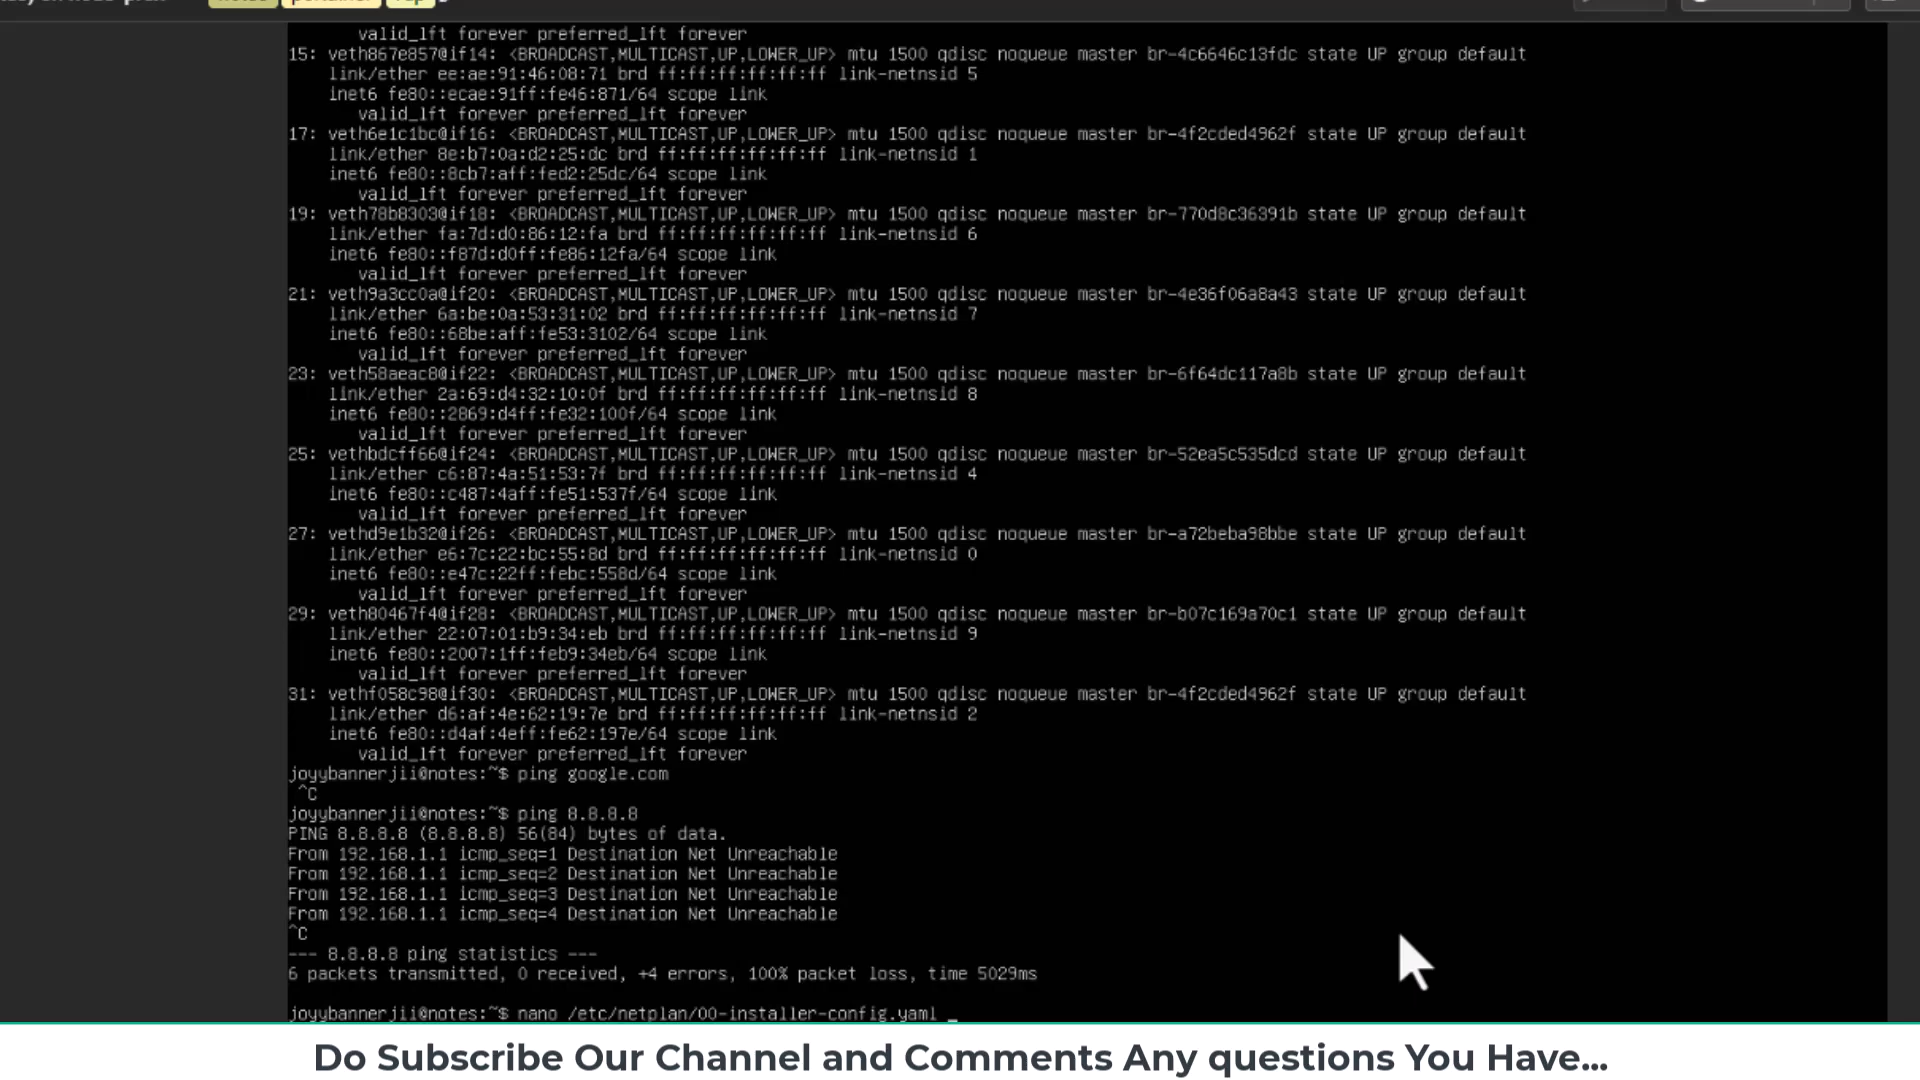 valid_lft forever preferred_lft forever
15: veth867e857@if14: <BROADCAST,MULTICAST,UP,LOWER_UP> mtu 1500 qdisc noqueue master br-4c6646c13fdc state UP group default
link/ether ee:ae:91:46:08:71 brd ff:ff:ff:ff:ff:ff link-netnsid 5
inet6 fe80::ecae:91ff:fe46:871/64 scope link
valid_lft forever preferred_lft forever
17: veth6e1c1bc@if16: <BROADCAST,MULTICAST,UP,LOWER_UP> mtu 1500 qdisc noqueue master br-4f2cded4962f state UP group default
link/ether 8e:b7:0a:d2:25:dc brd ff:ff:ff:ff:ff:ff link-netnsid 1
inet6 fe80::8cb7:aff:fed2:25dc/64 scope link
valid_lft forever preferred_lft forever
19: veth78b8303@if18: <BROADCAST,MULTICAST,UP,LOWER_UP> mtu 1500 qdisc noqueue master br-770d8c36391b state UP group default
link/ether fa:7d:d0:86:12:fa brd ff:ff:ff:ff:ff:ff link-netnsid 6
inet6 fe80::f87d:d0ff:fe86:12fa/64 scope link
valid_lft forever preferred_lft forever
21: veth9a3cc0a@if20: <BROADCAST,MULTICAST,UP,LOWER_UP> mtu 1500 qdisc noqueue master br-4e36f06a8a43 state UP group default
link/ether 6a:be:0a:53:31:02 brd ff:ff:ff:ff:ff:ff link-netnsid 7
inet6 fe80::68be:aff:fe53:3102/64 scope link
valid_lft forever preferred_lft forever
23: veth58aeac8@if22: <BROADCAST,MULTICAST,UP,LOWER_UP> mtu 1500 qdisc noqueue master br-6f64dc117a8b state UP group default
link/ether 2a:69:d4:32:10:0f brd ff:ff:ff:ff:ff:ff link-netnsid 8
inet6 fe80::2869:d4ff:fe32:100f/64 scope link
valid_lft forever preferred_lft forever
25: vethbdcff66@if24: <BROADCAST,MULTICAST,UP,LOWER_UP> mtu 1500 qdisc noqueue master br-52ea5c535dcd state UP group default
link/ether c6:87:4a:51:53:7f brd ff:ff:ff:ff:ff:ff link-netnsid 4
inet6 fe80::c487:4aff:fe51:537f/64 scope link
valid_lft forever preferred_lft forever
27: vethd9e1b32@if26: <BROADCAST,MULTICAST,UP,LOWER_UP> mtu 1500 qdisc noqueue master br-a72beba98bbe state UP group default
link/ether e6:7c:22:bc:55:8d brd ff:ff:ff:ff:ff:ff link-netnsid 0
inet6 fe80::e47c:22ff:febc:558d/64 scope link
valid_lft forever preferred_lft forever
29: veth80467f4@if28: <BROADCAST,MULTICAST,UP,LOWER_UP> mtu 1500 qdisc noqueue master br-b07c169a70c1 state UP group default
link/ether 22:07:01:b9:34:eb brd ff:ff:ff:ff:ff:ff link-netnsid 9
inet6 fe80::2007:1ff:feb9:34eb/64 scope link
valid_lft forever preferred_lft forever
31: vethf058c98@if30: <BROADCAST,MULTICAST,UP,LOWER_UP> mtu 1500 qdisc noqueue master br-4f2cded4962f state UP group default
link/ether d6:af:4e:62:19:7e brd ff:ff:ff:ff:ff:ff link-netnsid 2
inet6 fe80::d4af:4eff:fe62:197e/64 scope link
valid_lft forever preferred_lft forever
joyybannerjii@notes:~$ ping google.com
^C
joyybannerjii@notes:~$ ping 8.8.8.8
PING 8.8.8.8 (8.8.8.8) 56(84) bytes of data.
From 192.168.1.1 icmp_seq=1 Destination Net Unreachable
From 192.168.1.1 icmp_seq=2 Destination Net Unreachable
From 192.168.1.1 icmp_seq=3 Destination Net Unreachable
From 192.168.1.1 icmp_seq=4 Destination Net Unreachable
^C
--- 8.8.8.8 ping statistics ---
6 packets transmitted, 0 received, +4 errors, 100% packet loss, time 5029ms
joyybannerjii@notes:~$ nano /etc/netplan/00-installer-config.yaml _
Do Subscribe Our Channel and Comments Any questions You Have...